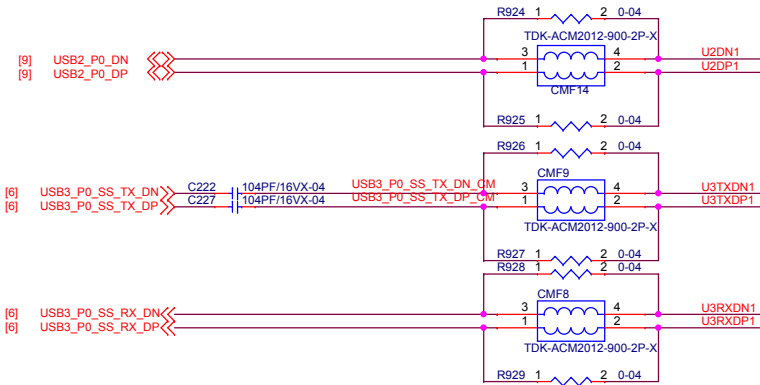 R924 1 2 0-04
TDK-ACM2012-900-2P-X
[9] USB2_P0_DN 3 4 U2DN1
[9] USB2_P0_DP 1 2 U2DP1
CMF14
R925 1 2 0-04
R926 1 2 0-04
CMF9
[6] USB3_P0_SS_TX_DN C222 104PF/16VX-04 USB3_P0_SS_TX_DN_CM 3 4 U3TXDN1
[6] USB3_P0_SS_TX_DP C227 104PF/16VX-04 USB3_P0_SS_TX_DP_CM 1 2 U3TXDP1
TDK-ACM2012-900-2P-X
R927 1 2 0-04
R928 1 2 0-04
CMF8
[6] USB3_P0_SS_RX_DN 3 4 U3RXDN1
[6] USB3_P0_SS_RX_DP 1 2 U3RXDP1
TDK-ACM2012-900-2P-X
R929 1 2 0-04